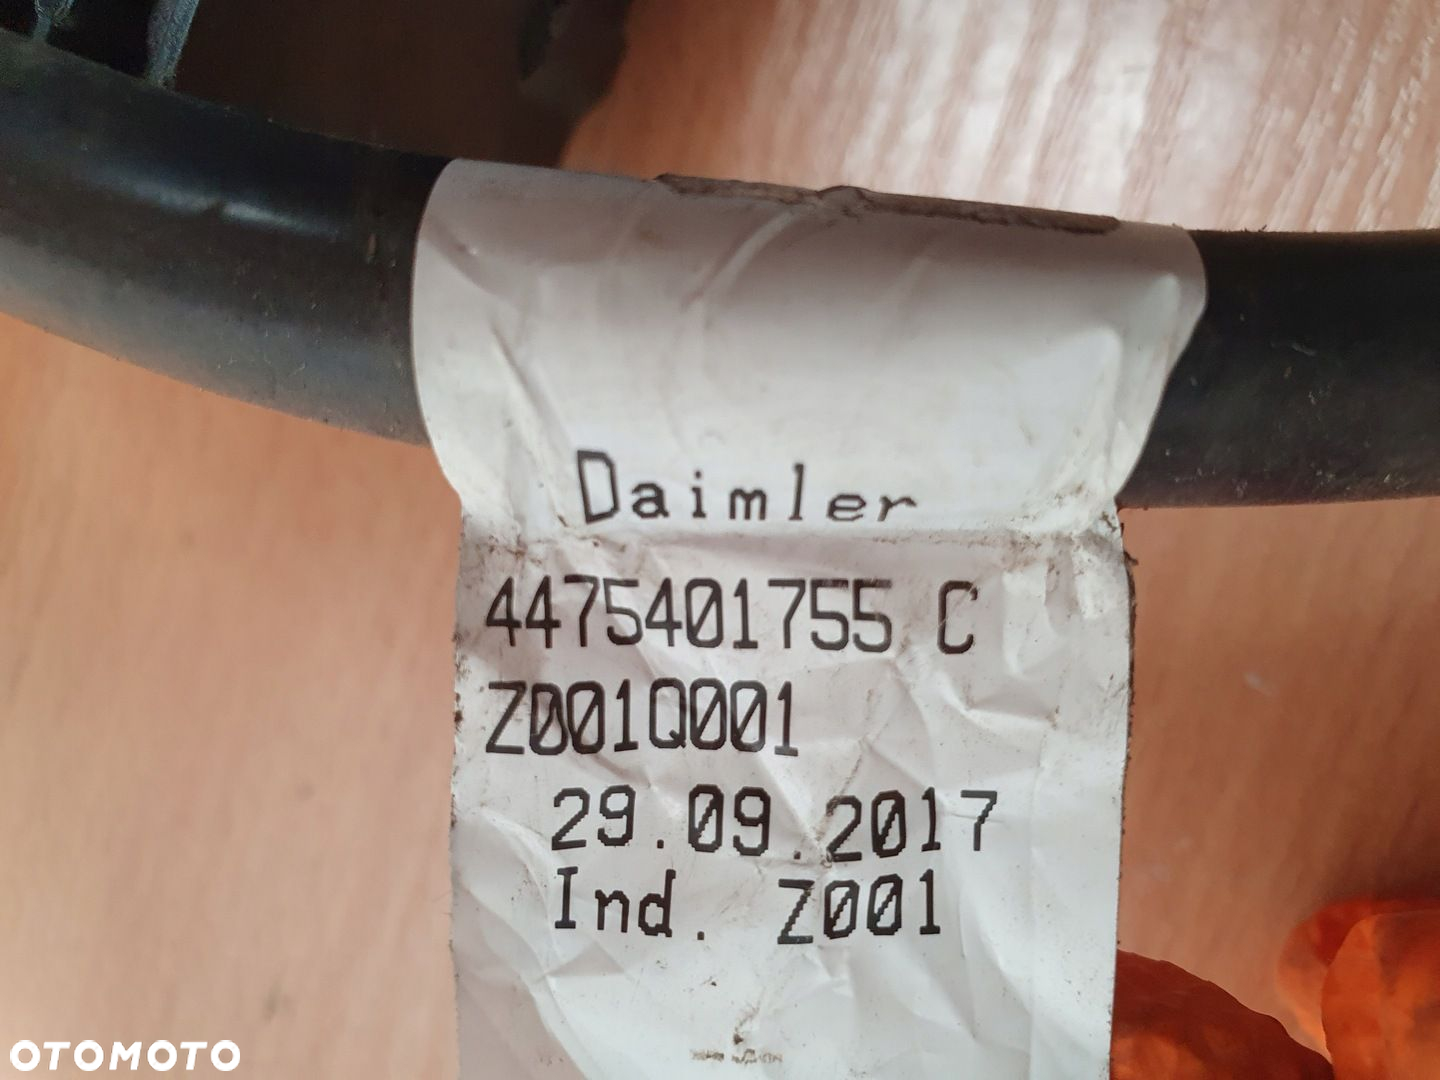 Daimler
4475401755 C
Z001Q001
29.09.2017
Ind. Z001
OTOMOTO